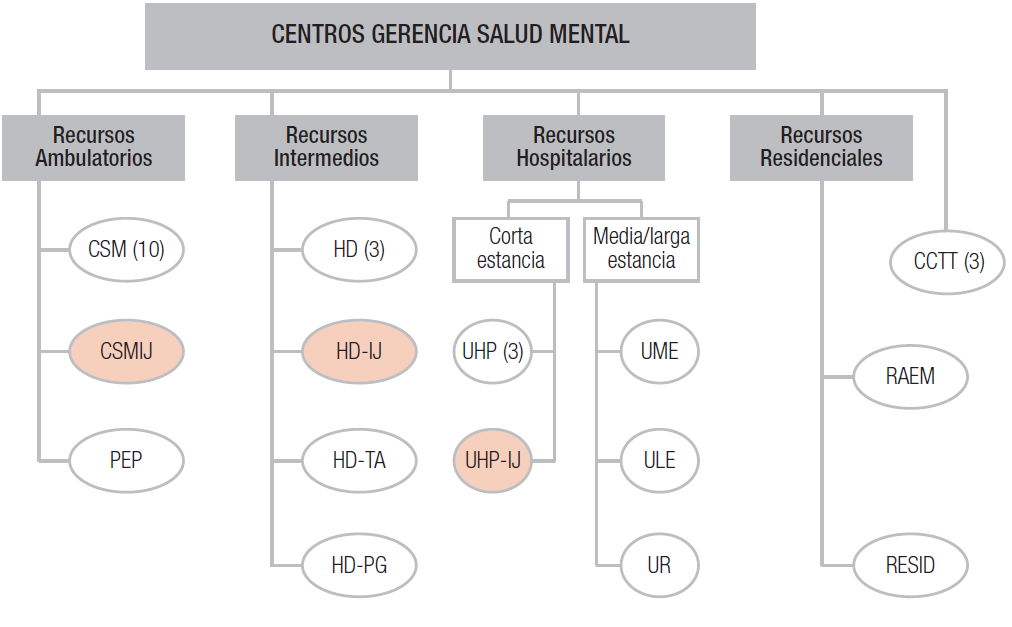 CENTROS GERENCIA SALUD MENTAL
Recursos
Ambulatorios
Recursos
Intermedios
Recursos
Hospitalarios
Recursos
Residenciales
CSM (10)
CSMIJ
PEP
HD (3)
HD-IJ
HD-TA
HD-PG
Corta
estancia
UHP (3)
UHP-IJ
Media/larga
estancia
UME
ULE
UR
RAEM
RESID
CCTT (3)